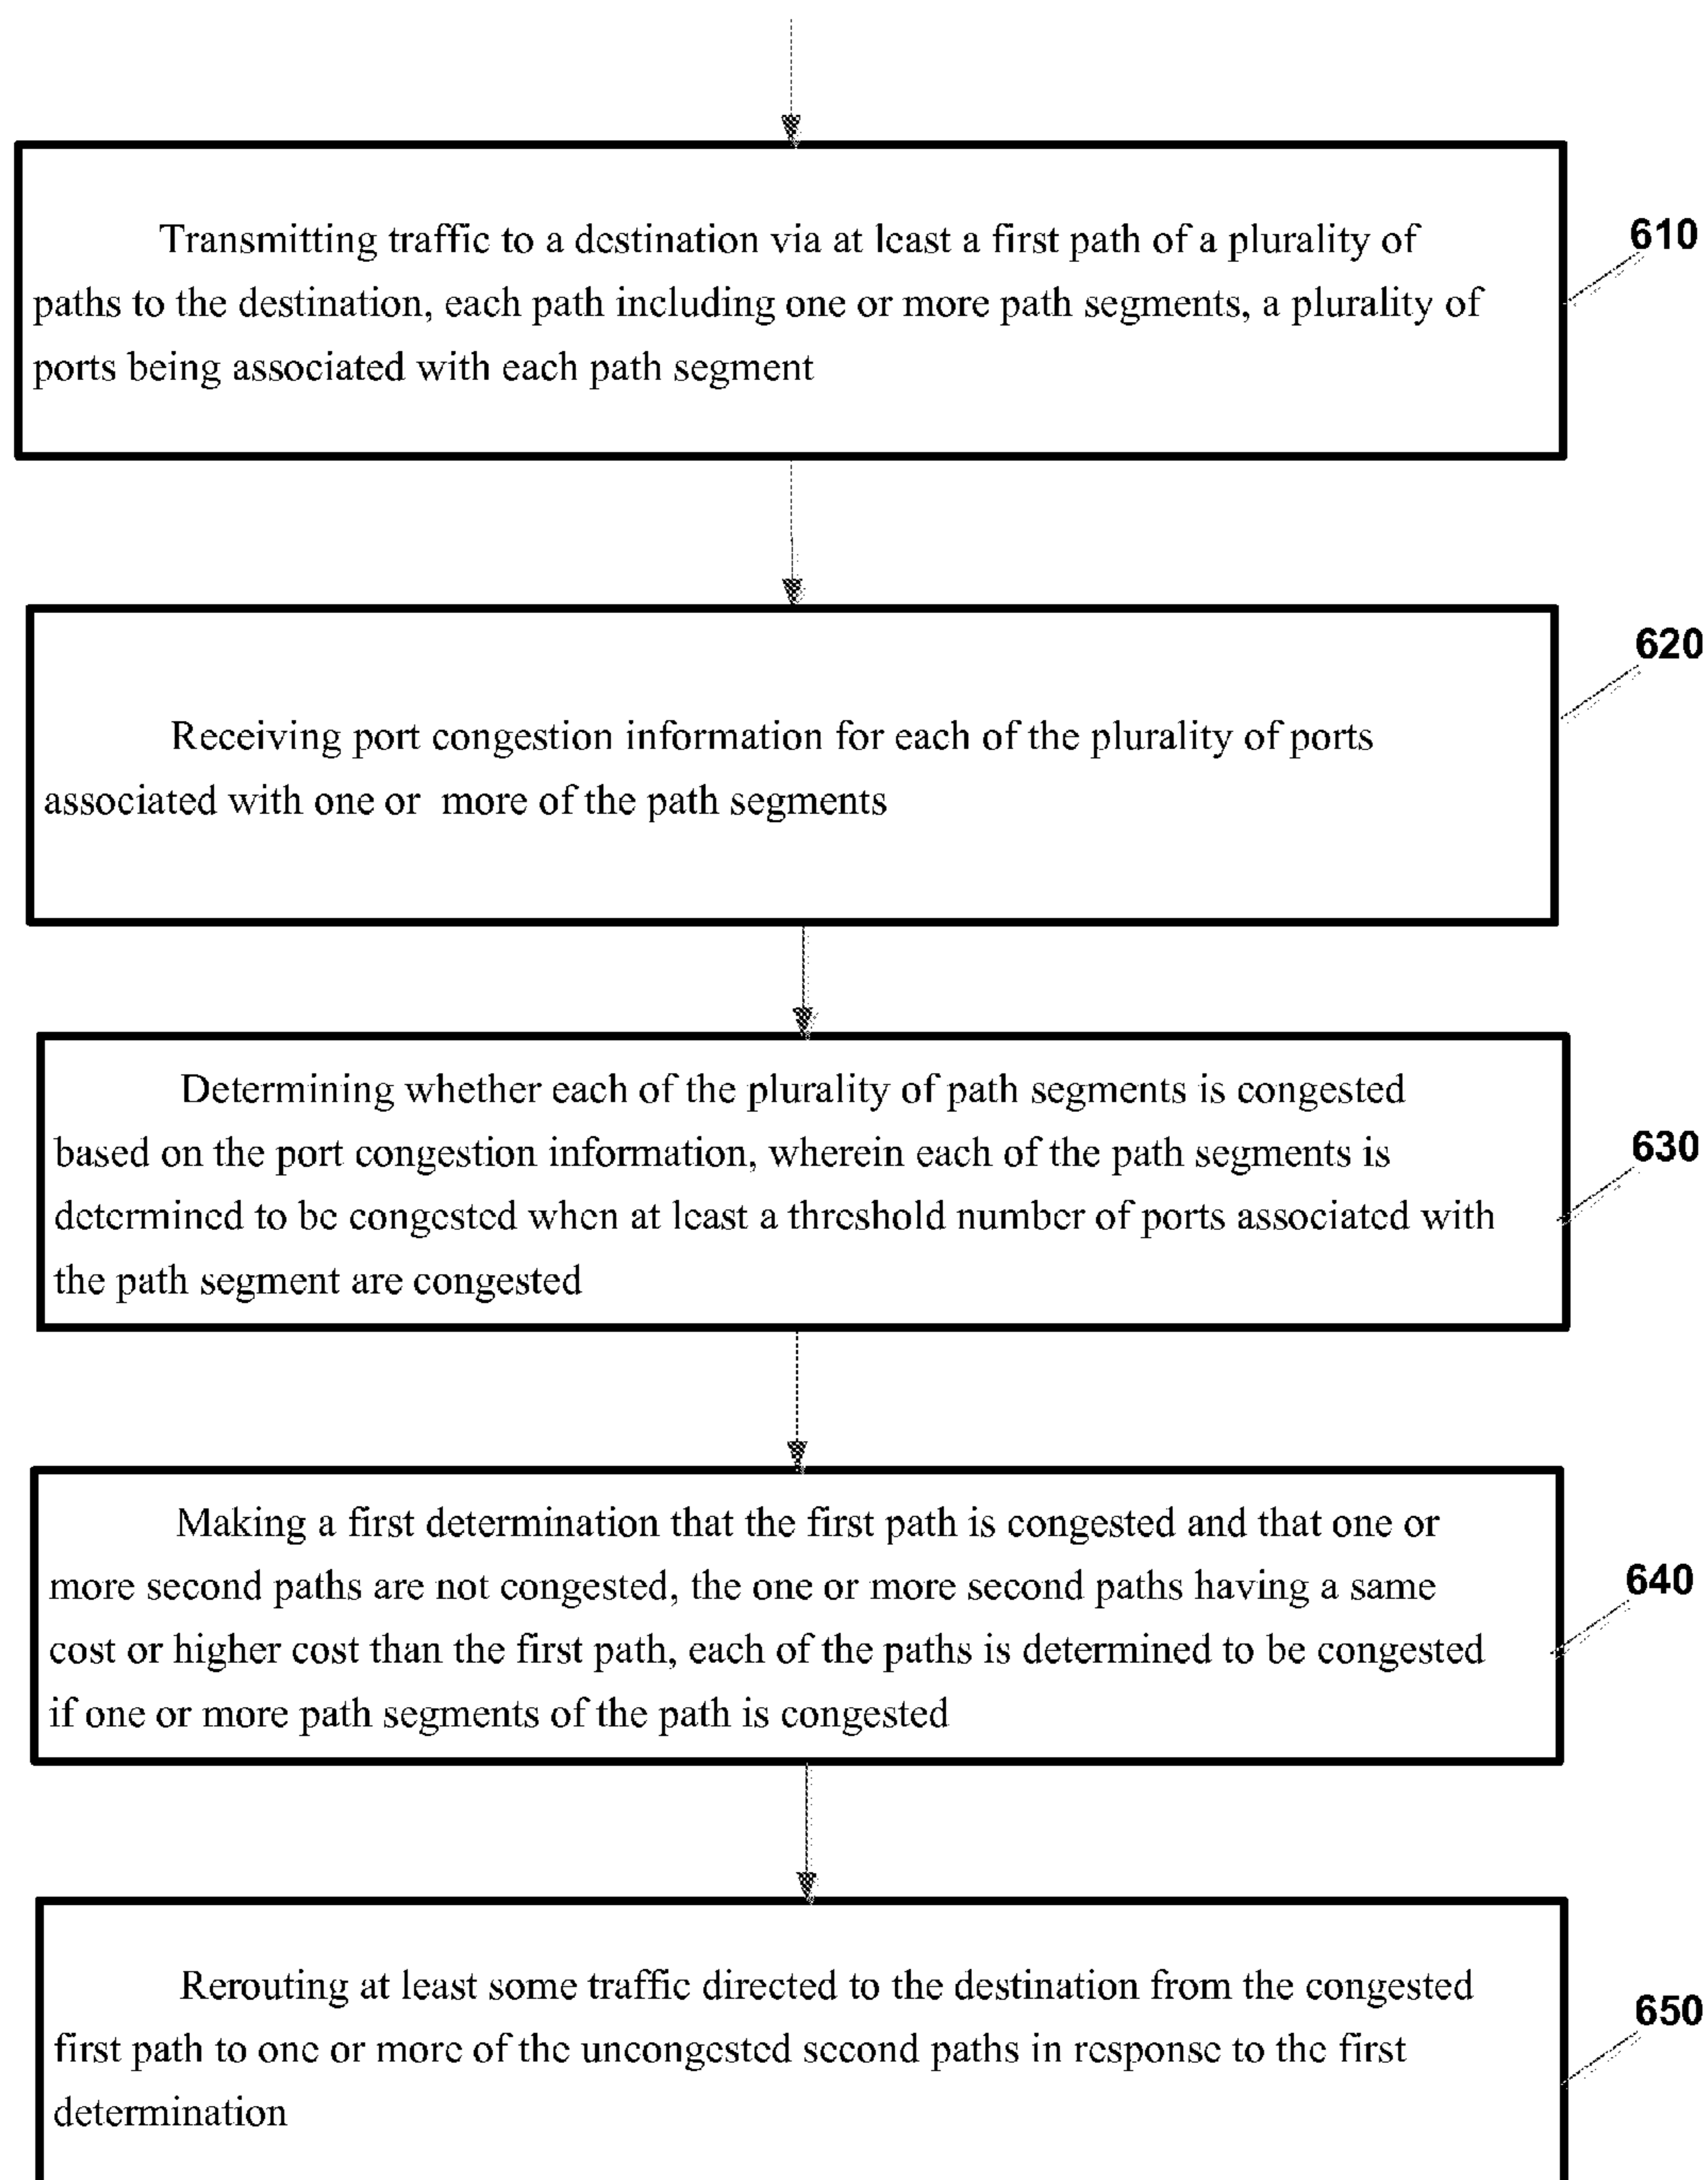 Transmitting traffic to a destination via at least a first path of a plurality of
610
paths to the destination, each path including one or more path segments, a plurality of
ports being associated with each path segment
620
Receiving port congestion information for each of the plurality of ports
associated with one or more of the path segments
Determining whether each of the plurality of path segments is congested
based on the port congestion information, wherein each of the path segments is
630
determined to be congested when at least a threshold number of ports associated with
the path segment are congested
Making a first determination that the first path is congested and that one or
more second paths are not congested, the one or more second paths having a same
640
cost or higher cost than the first path, each of the paths is determined to be congested
if one or more path segments of the path is congested
Rerouting at least some traffic directed to the destination from the congested
650
first path to one or more of the uncongested second paths in response to the first
determination